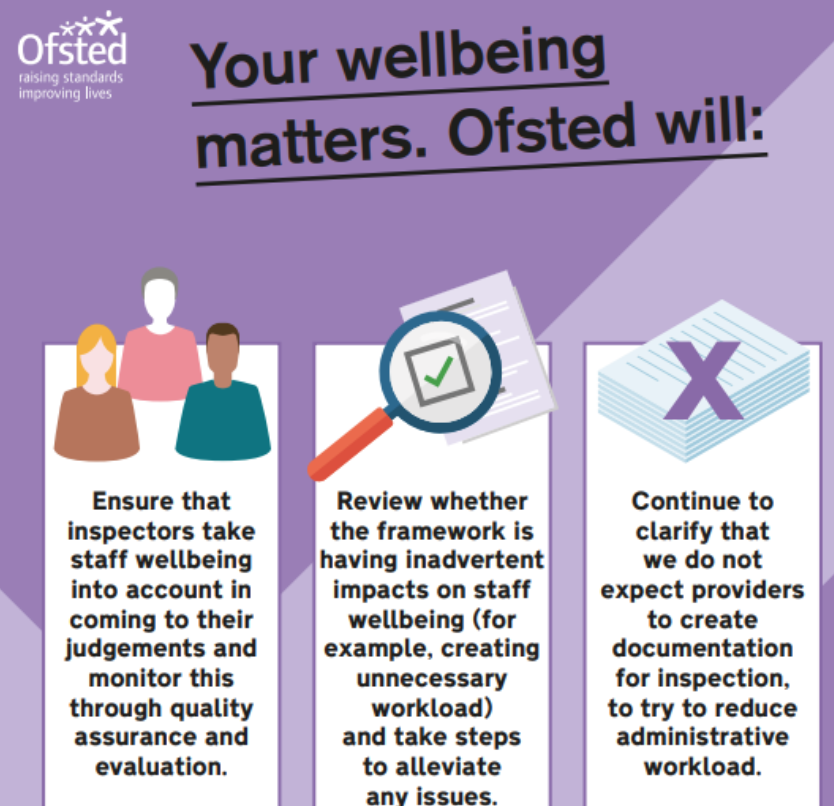 Ofsted
raising standards
improving lives
Your wellbeing
matters. Ofsted will:
Ensure that
inspectors take
staff wellbeing
into account in
coming to their
judgements and
monitor this
through quality
assurance and
evaluation.
Review whether
the framework is
having inadvertent
impacts on staff
wellbeing (for
example, creating
unnecessary
workload)
and take steps
to alleviate
any issues.
X
Continue to
clarify that
we do not
expect providers
to create
documentation
for inspection,
to try to reduce
administrative
workload.